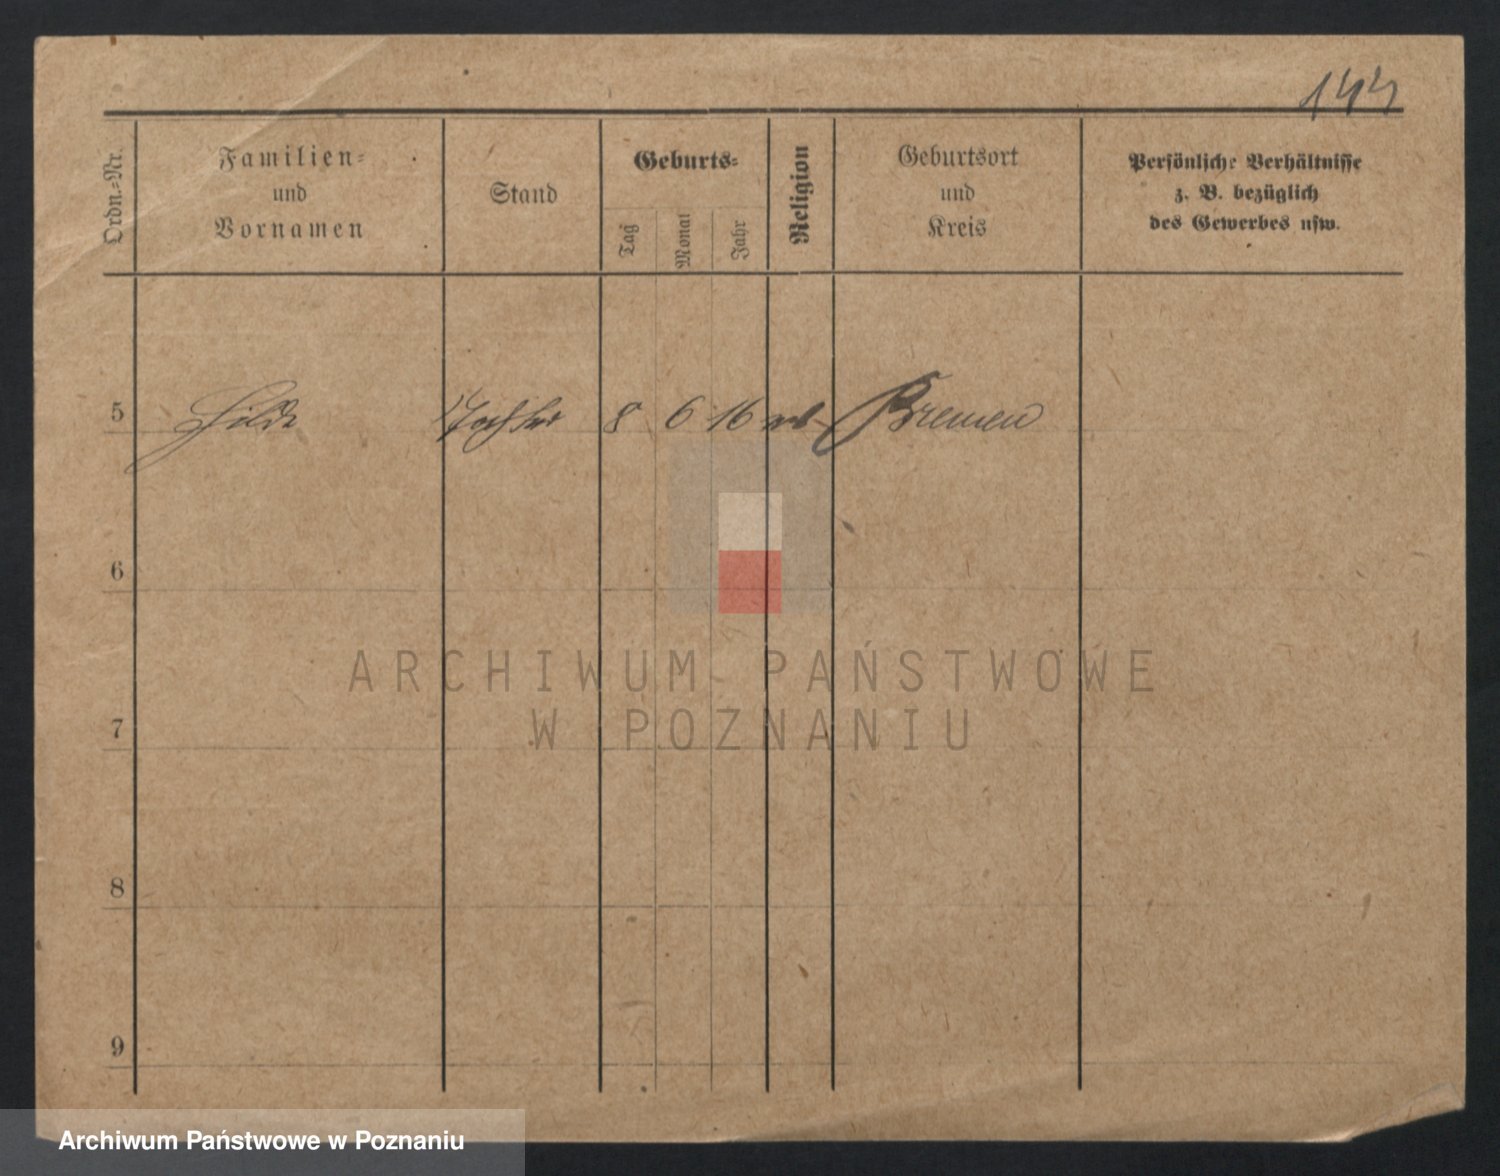 144
Ordn.=Nr.
Familien=
und
Vornamen
Stand
Geburts=
Tag
Monat
Jahr
Religion
Geburtsort
und
Kreis
Persönliche Verhältnisse
z. B. bezüglich
des Gewerbes usw.
5 Hilde Tochter 8 6 16 Bremen
6
ARCHIWUM PAŃSTWOWE
W POZNANIU
7
8
9
Archiwum Państwowe w Poznaniu